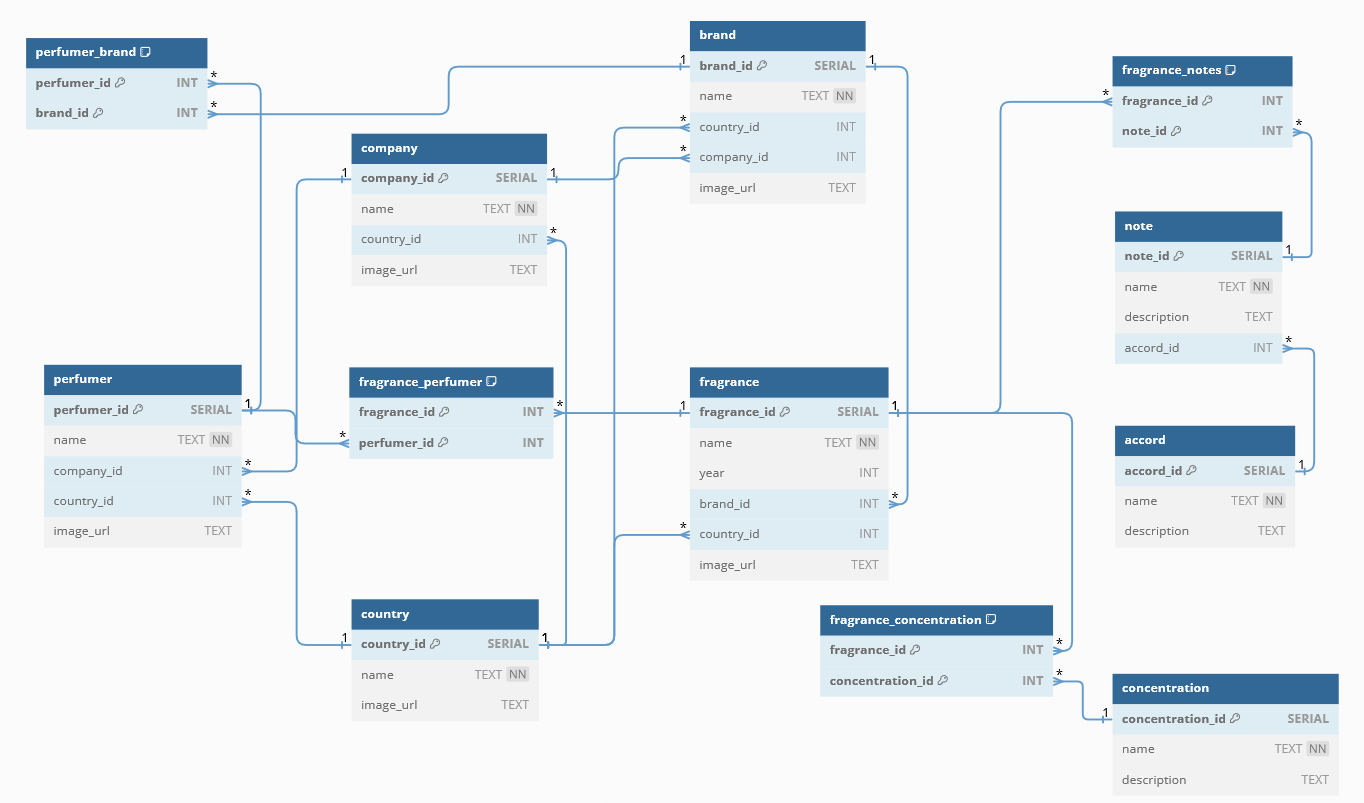 perfumer_brand
perfumer_id INT
brand_id INT
*
*
brand
brand_id SERIAL
name TEXT NN
country_id INT
company_id INT
image_url TEXT
1
1
*
*
fragrance_notes
fragrance_id INT
note_id INT
*
*
company
company_id SERIAL
name TEXT NN
country_id INT
image_url TEXT
1
1
*
note
note_id SERIAL
name TEXT NN
description TEXT
accord_id INT
1
*
perfumer
perfumer_id SERIAL
name TEXT NN
company_id INT
country_id INT
image_url TEXT
1
*
*
fragrance_perfumer
fragrance_id INT
perfumer_id INT
*
*
fragrance
fragrance_id SERIAL
name TEXT NN
year INT
brand_id INT
country_id INT
image_url TEXT
1
1
*
*
accord
accord_id SERIAL
name TEXT NN
description TEXT
1
country
country_id SERIAL
name TEXT NN
image_url TEXT
1
1
fragrance_concentration
fragrance_id INT
concentration_id INT
*
*
concentration
concentration_id SERIAL
name TEXT NN
description TEXT
1